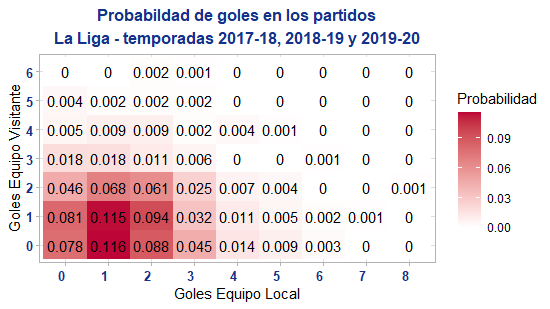 Probabildad de goles en los partidos
La Liga - temporadas 2017-18, 2018-19 y 2019-20
Goles Equipo Visitante
6 0 0 0.002 0.001 0 0 0 0 0
5 0.004 0.002 0.002 0.002 0 0 0 0 0
4 0.005 0.009 0.009 0.002 0.004 0.001 0 0 0
3 0.018 0.018 0.011 0.006 0 0 0.001 0 0
2 0.046 0.068 0.061 0.025 0.007 0.004 0 0 0.001
1 0.081 0.115 0.094 0.032 0.011 0.005 0.002 0.001 0
0 0.078 0.116 0.088 0.045 0.014 0.009 0.003 0 0
0 1 2 3 4 5 6 7 8
Goles Equipo Local
Probabilidad
0.09
0.06
0.03
0.00